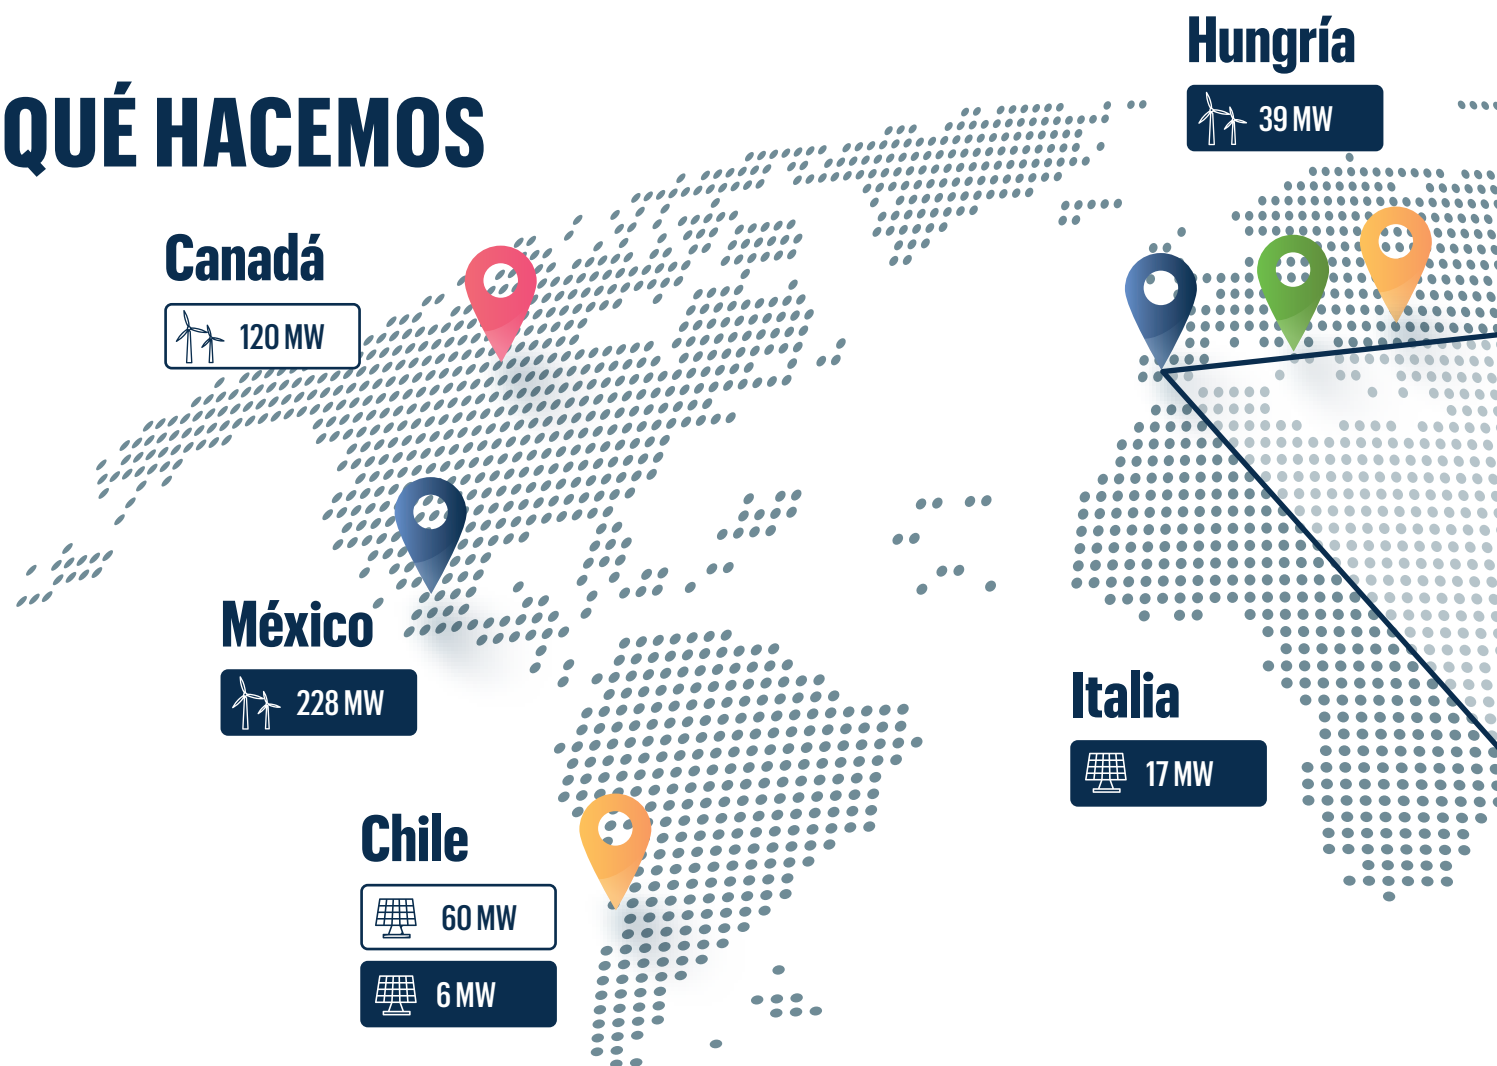 QUÉ HACEMOS
Hungría
39 MW
Canadá
120 MW
México
228 MW
Italia
17 MW
Chile
60 MW
6 MW